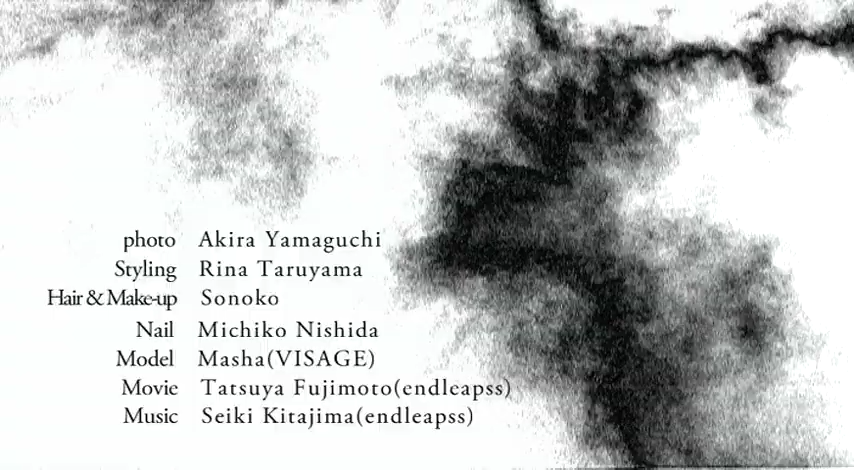 photo Akira Yamaguchi
Styling Rina Taruyama
Hair & Make-up Sonoko
Nail Michiko Nishida
Model Masha(VISAGE)
Movie Tatsuya Fujimoto(endleapss)
Music Seiki Kitajima(endleapss)